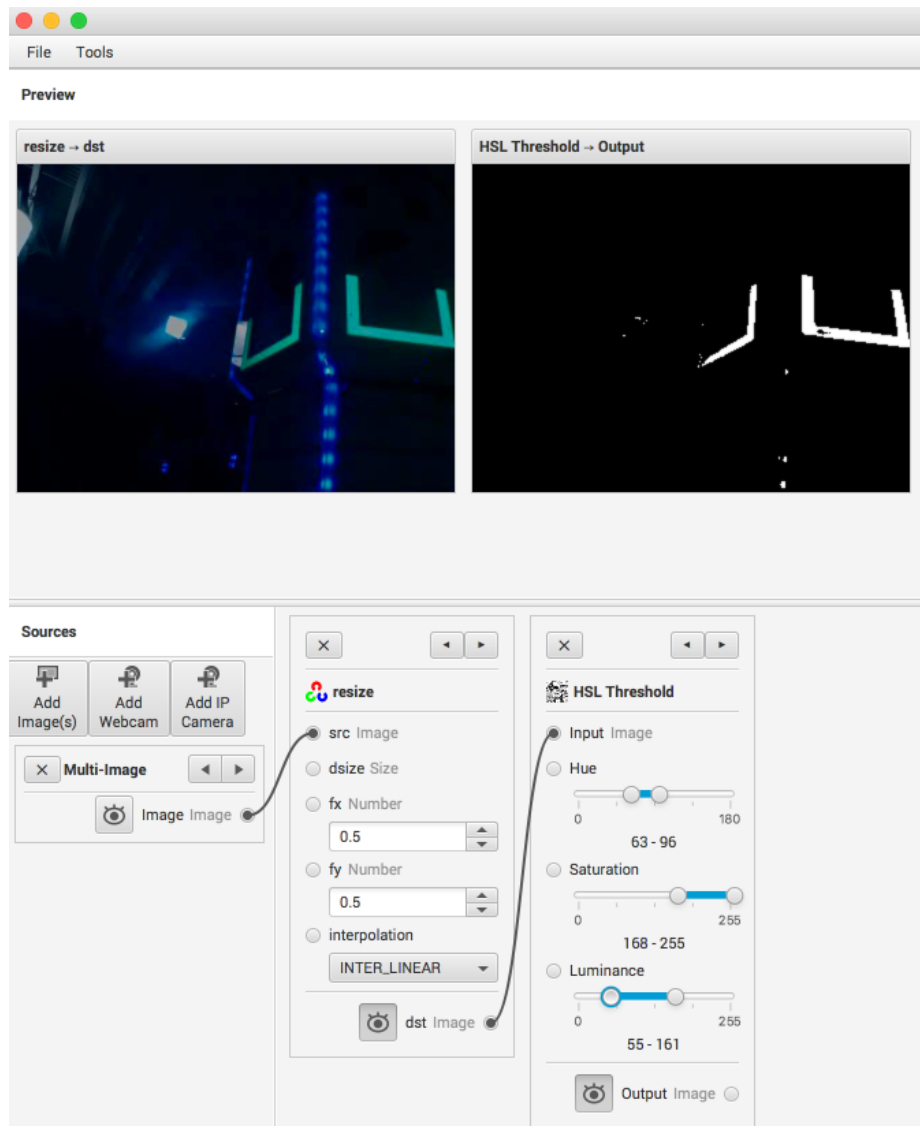 File Tools
Preview
resize → dst
HSL Threshold → Output
Sources
Add Image(s)
Add Webcam
Add IP Camera
Multi-Image
Image Image
resize
src Image
dsize Size
fx Number
0.5
fy Number
0.5
interpolation
INTER_LINEAR
dst Image
HSL Threshold
Input Image
Hue
0 180
63 - 96
Saturation
0 255
168 - 255
Luminance
0 255
55 - 161
Output Image